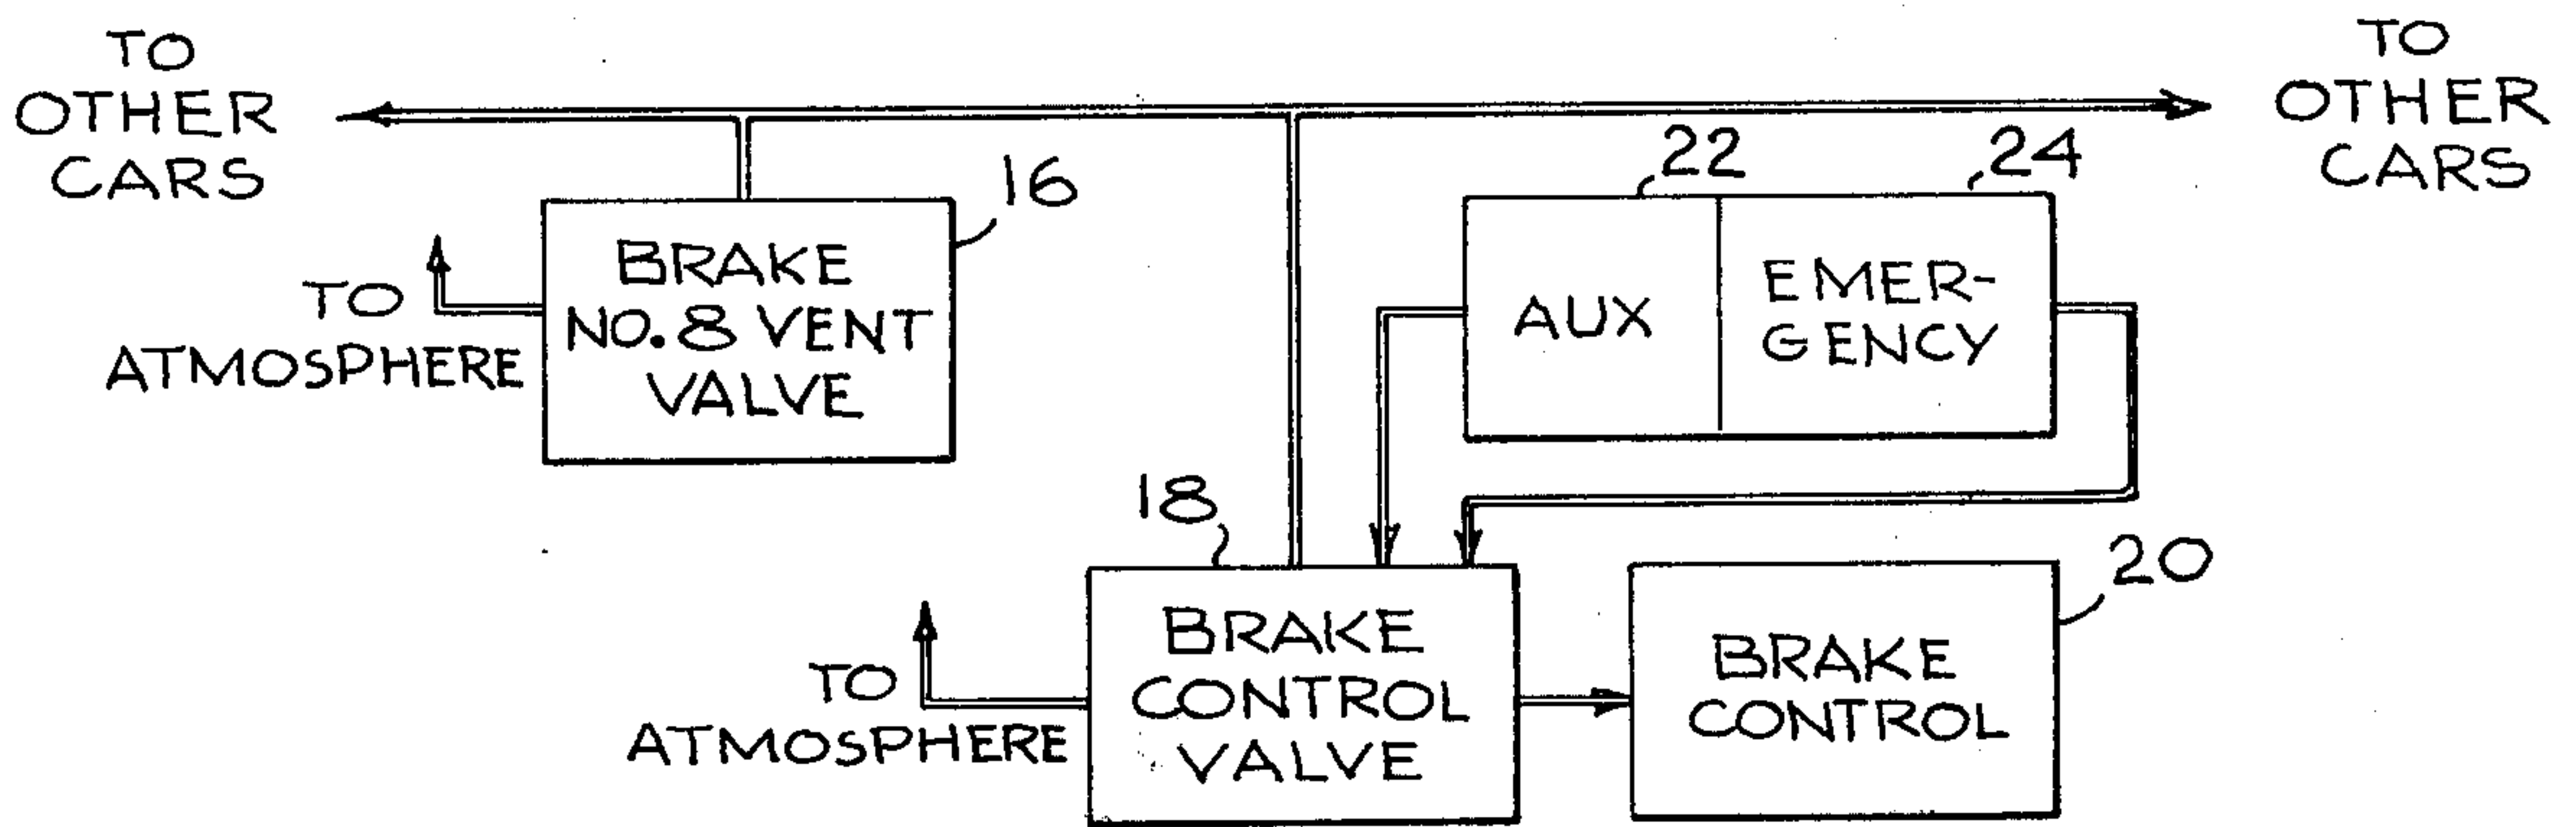 TO
OTHER
CARS
TO
OTHER
CARS
22
24
16
BRAKE
NO. 8 VENT
VALVE
TO
ATMOSPHERE
AUX
EMER-
GENCY
18
20
BRAKE
CONTROL
VALVE
TO
ATMOSPHERE
BRAKE
CONTROL